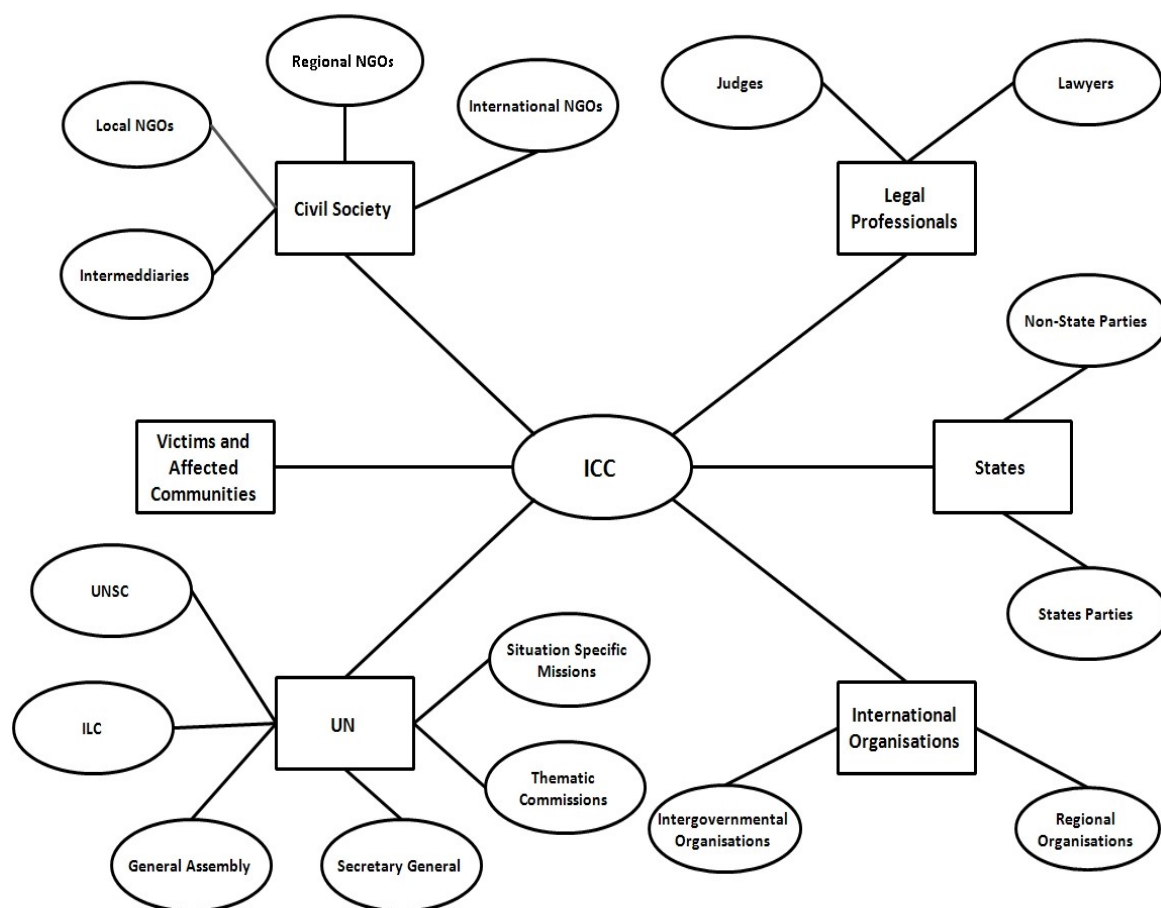 Regional NGOs
International NGOs
Local NGOs
Civil Society
Intermeddiaries
Judges
Lawyers
Legal
Professionals
Non-State Parties
Victims and
Affected
Communities
ICC
States
States Parties
UNSC
Situation Specific
Missions
ILC
UN
Thematic
Commissions
General Assembly
Secretary General
International
Organisations
Intergovernmental
Organisations
Regional
Organisations